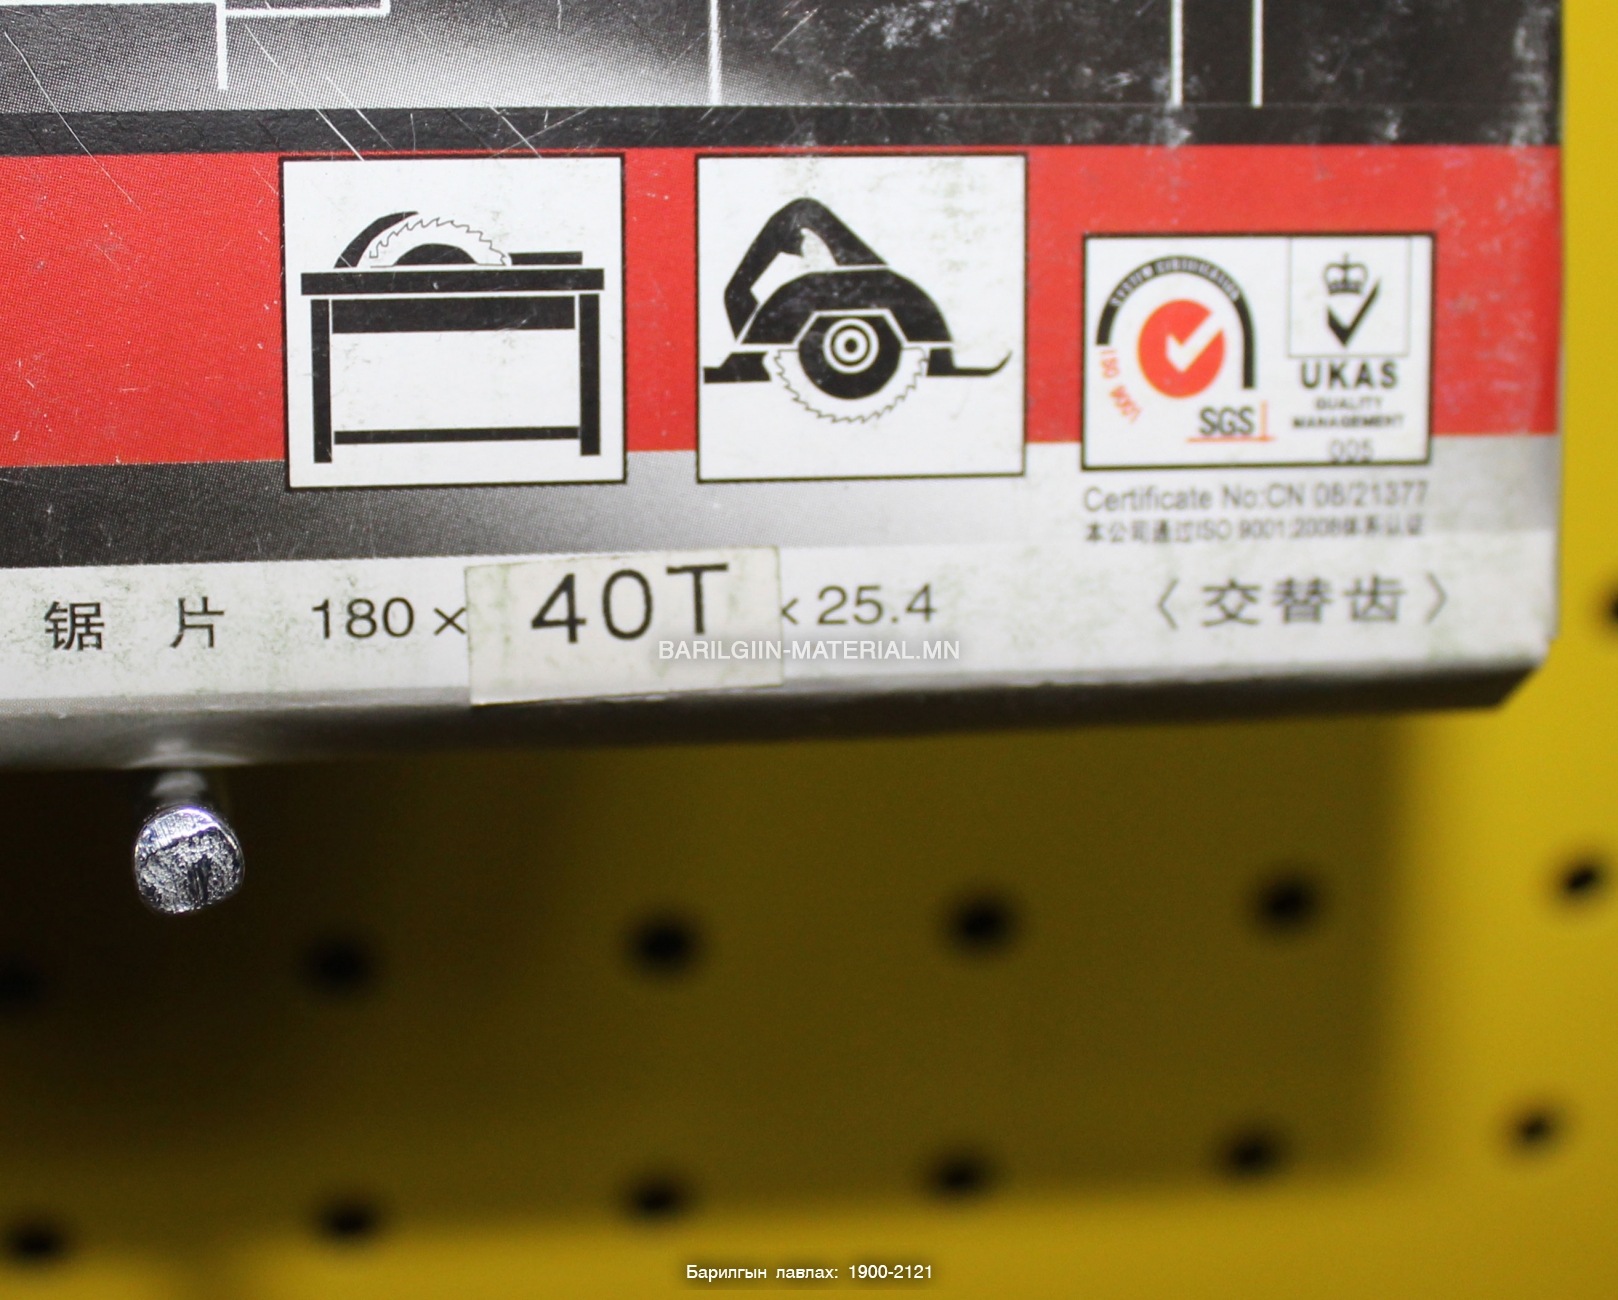 SYSTEM CERTIFICATION
ISO 9001
SGS
UKAS
QUALITY
MANAGEMENT
005
Certificate No:CN 08/21377
本公司通过ISO 9001:2008体系认证
锯 片 180 × 40T × 25.4 〈交替齿〉
BARILGIIN-MATERIAL.MN
Барилгын лавлах: 1900-2121